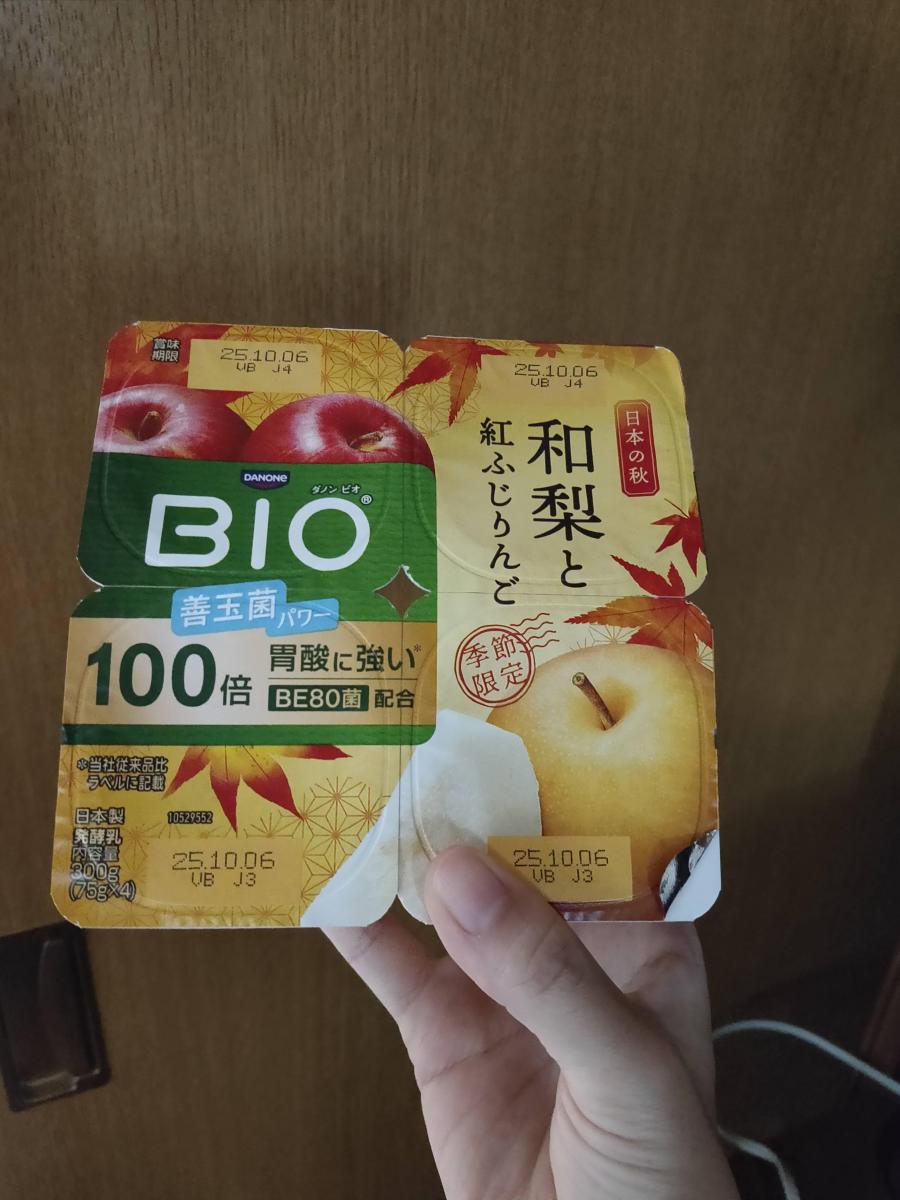 賞味
期限
25.10.06
VB J4
25.10.06
VB J4
DANONE
ダノン ビオ
BIO®
善玉菌パワー
100倍
胃酸に強い*
BE80菌 配合
*当社従来品比
ラベルに記載
日本製
発酵乳
内容量
300g
(75g×4)
10529552
25.10.06
VB J3
日本の秋
和梨と
紅ふじりんご
季節
限定
25.10.06
VB J3